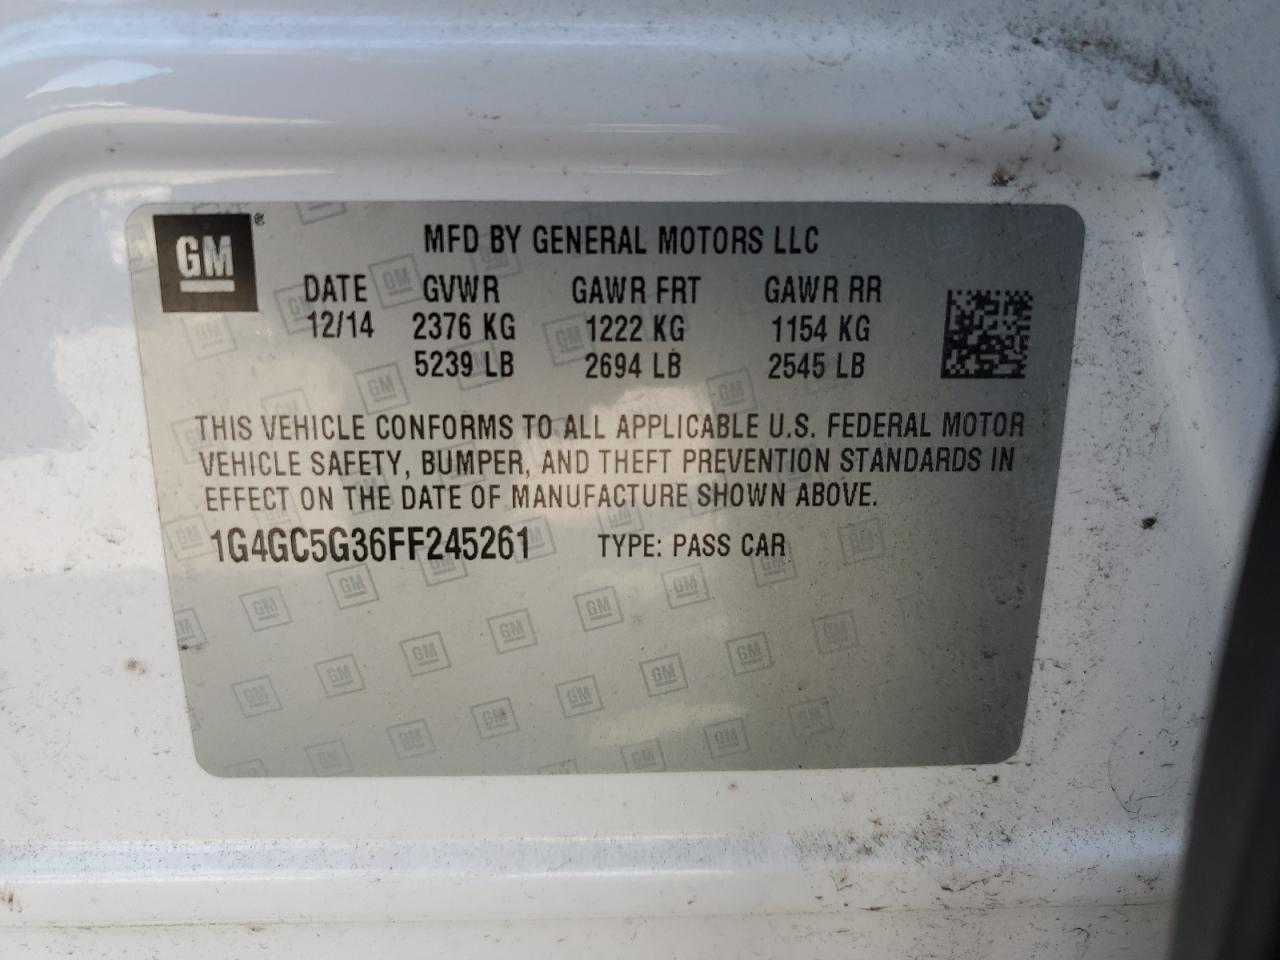 GM ®
MFD BY GENERAL MOTORS LLC
DATE GVWR GAWR FRT GAWR RR
12/14 2376 KG 1222 KG 1154 KG
5239 LB 2694 LB 2545 LB
THIS VEHICLE CONFORMS TO ALL APPLICABLE U.S. FEDERAL MOTOR
VEHICLE SAFETY, BUMPER, AND THEFT PREVENTION STANDARDS IN
EFFECT ON THE DATE OF MANUFACTURE SHOWN ABOVE.
1G4GC5G36FF245261 TYPE: PASS CAR